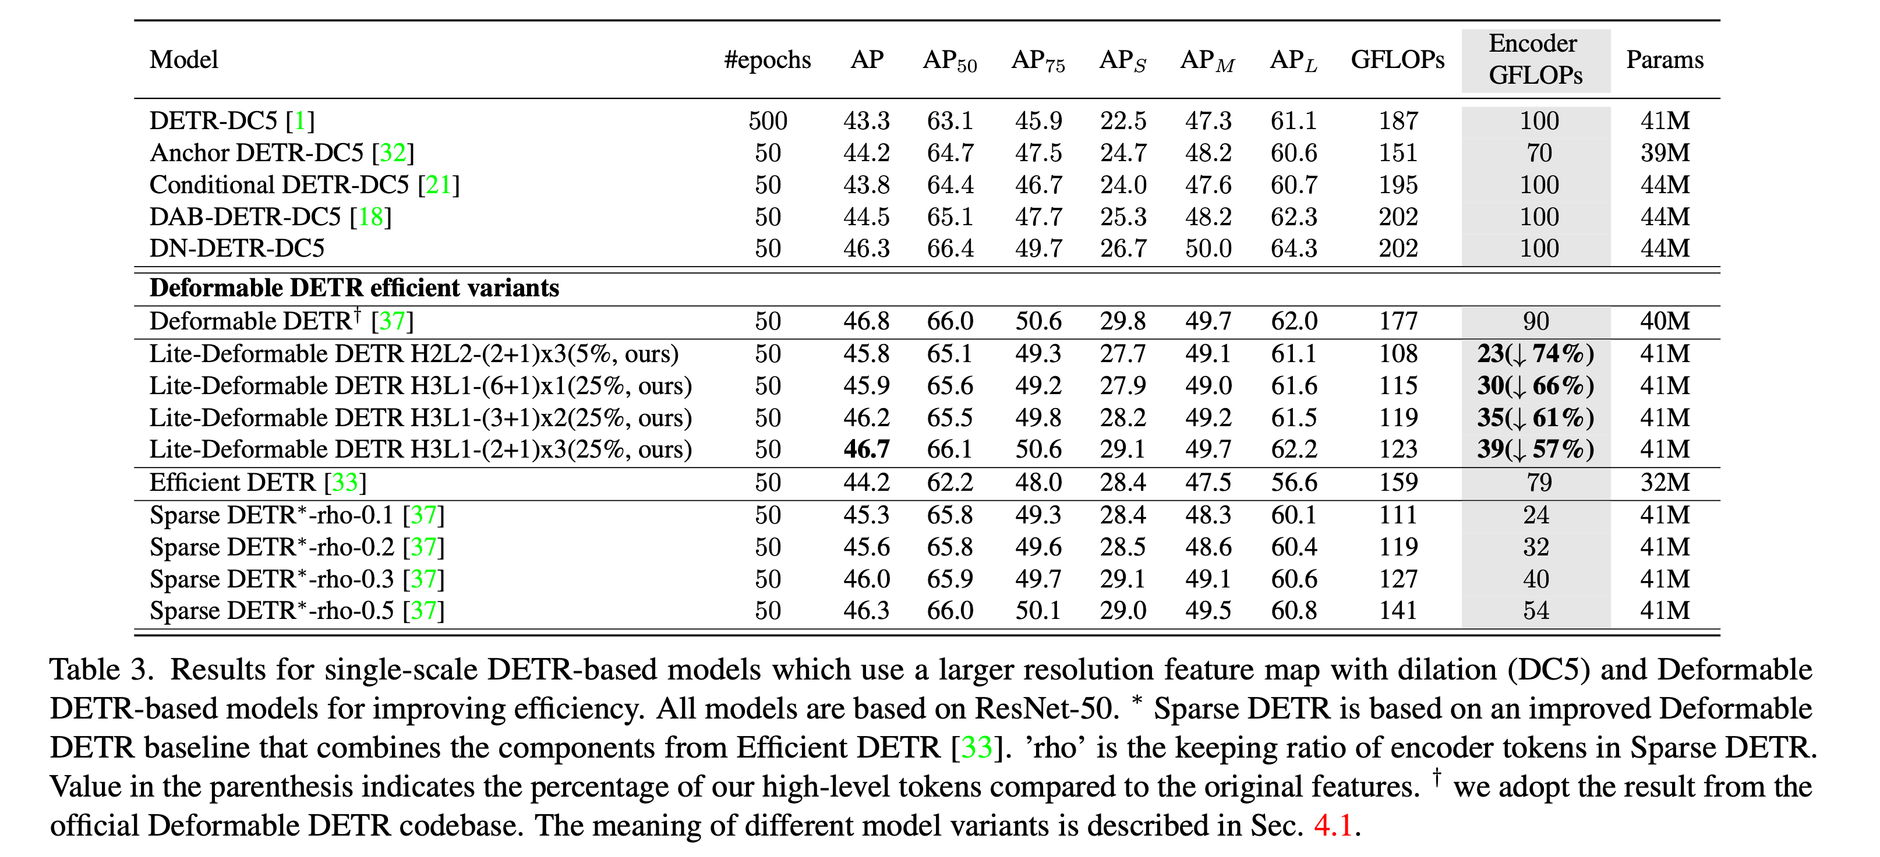 Model #epochs AP AP50 AP75 APS APM APL GFLOPs Encoder GFLOPs Params
DETR-DC5 [1] 500 43.3 63.1 45.9 22.5 47.3 61.1 187 100 41M
Anchor DETR-DC5 [32] 50 44.2 64.7 47.5 24.7 48.2 60.6 151 70 39M
Conditional DETR-DC5 [21] 50 43.8 64.4 46.7 24.0 47.6 60.7 195 100 44M
DAB-DETR-DC5 [18] 50 44.5 65.1 47.7 25.3 48.2 62.3 202 100 44M
DN-DETR-DC5 50 46.3 66.4 49.7 26.7 50.0 64.3 202 100 44M
Deformable DETR efficient variants
Deformable DETR† [37] 50 46.8 66.0 50.6 29.8 49.7 62.0 177 90 40M
Lite-Deformable DETR H2L2-(2+1)x3(5%, ours) 50 45.8 65.1 49.3 27.7 49.1 61.1 108 23(↓ 74%) 41M
Lite-Deformable DETR H3L1-(6+1)x1(25%, ours) 50 45.9 65.6 49.2 27.9 49.0 61.6 115 30(↓ 66%) 41M
Lite-Deformable DETR H3L1-(3+1)x2(25%, ours) 50 46.2 65.5 49.8 28.2 49.2 61.5 119 35(↓ 61%) 41M
Lite-Deformable DETR H3L1-(2+1)x3(25%, ours) 50 46.7 66.1 50.6 29.1 49.7 62.2 123 39(↓ 57%) 41M
Efficient DETR [33] 50 44.2 62.2 48.0 28.4 47.5 56.6 159 79 32M
Sparse DETR*-rho-0.1 [37] 50 45.3 65.8 49.3 28.4 48.3 60.1 111 24 41M
Sparse DETR*-rho-0.2 [37] 50 45.6 65.8 49.6 28.5 48.6 60.4 119 32 41M
Sparse DETR*-rho-0.3 [37] 50 46.0 65.9 49.7 29.1 49.1 60.6 127 40 41M
Sparse DETR*-rho-0.5 [37] 50 46.3 66.0 50.1 29.0 49.5 60.8 141 54 41M
Table 3. Results for single-scale DETR-based models which use a larger resolution feature map with dilation (DC5) and Deformable
DETR-based models for improving efficiency. All models are based on ResNet-50. * Sparse DETR is based on an improved Deformable
DETR baseline that combines the components from Efficient DETR [33]. ’rho’ is the keeping ratio of encoder tokens in Sparse DETR.
Value in the parenthesis indicates the percentage of our high-level tokens compared to the original features. † we adopt the result from the
official Deformable DETR codebase. The meaning of different model variants is described in Sec. 4.1.